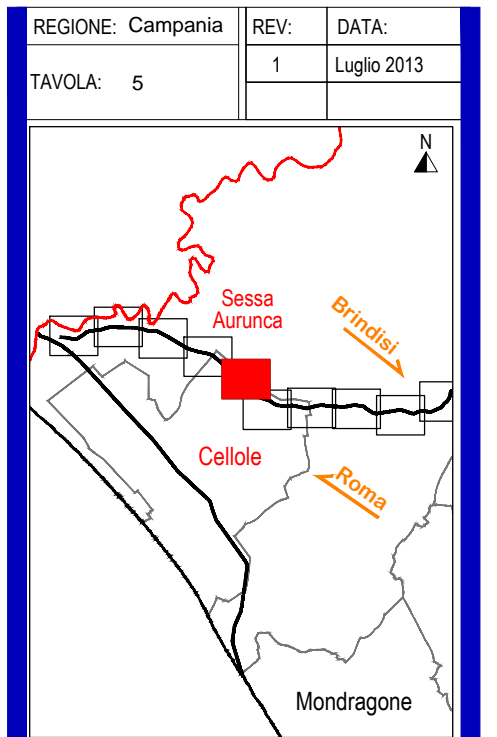 REGIONE: Campania
REV:
DATA:
TAVOLA: 5
1
Luglio 2013
N
Sessa
Aurunca
Brindisi
Cellole
Roma
Mondragone